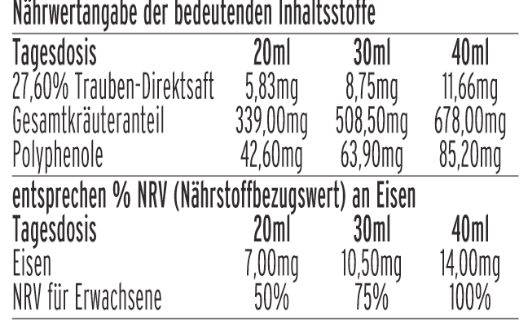 Nährwertangabe der bedeutenden Inhaltsstoffe
Tagesdosis 20ml 30ml 40ml
27,60% Trauben-Direktsaft 5,83mg 8,75mg 11,66mg
Gesamtkräuteranteil 339,00mg 508,50mg 678,00mg
Polyphenole 42,60mg 63,90mg 85,20mg
entsprechen % NRV (Nährstoffbezugswert) an Eisen
Tagesdosis 20ml 30ml 40ml
Eisen 7,00mg 10,50mg 14,00mg
NRV für Erwachsene 50% 75% 100%